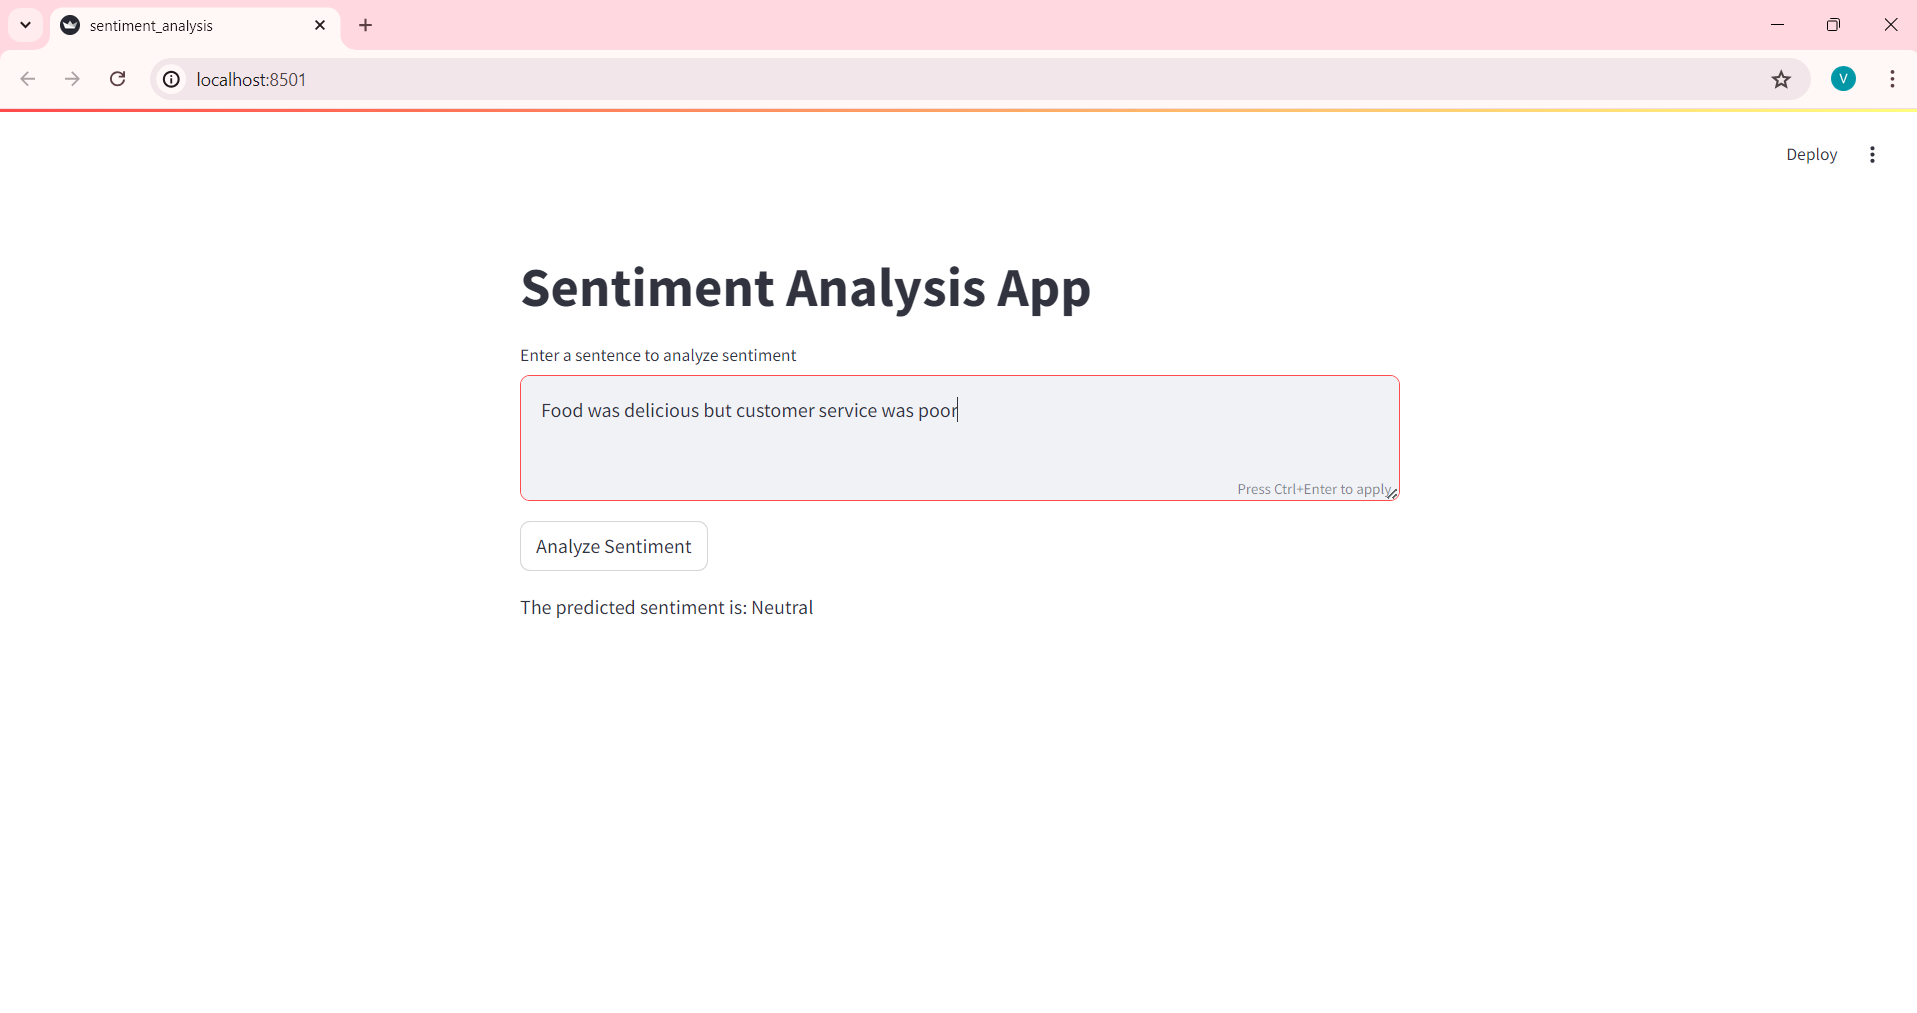 sentiment_analysis
localhost:8501
V
Deploy
Sentiment Analysis App
Enter a sentence to analyze sentiment
Food was delicious but customer service was poor
Press Ctrl+Enter to apply
Analyze Sentiment
The predicted sentiment is: Neutral